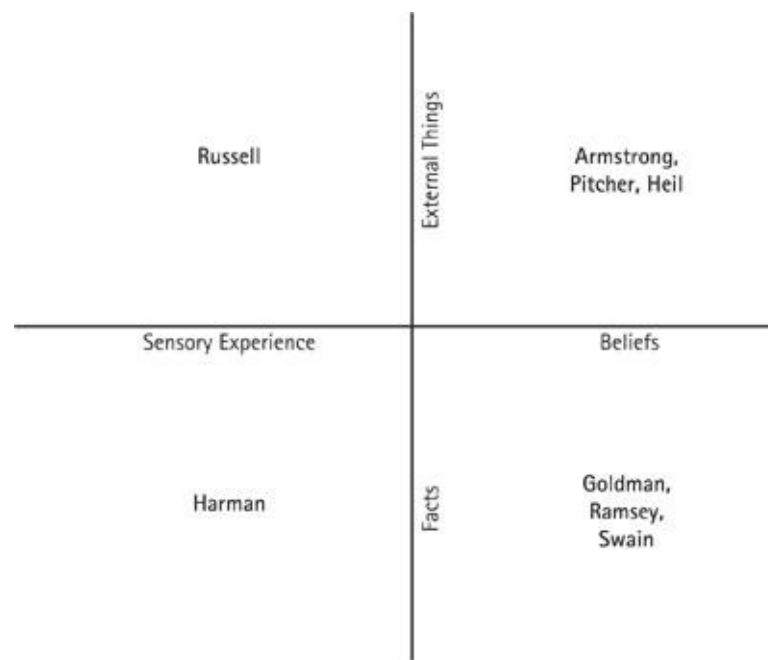 External Things
Russell
Armstrong,
Pitcher, Heil
Sensory Experience
Beliefs
Facts
Harman
Goldman,
Ramsey,
Swain